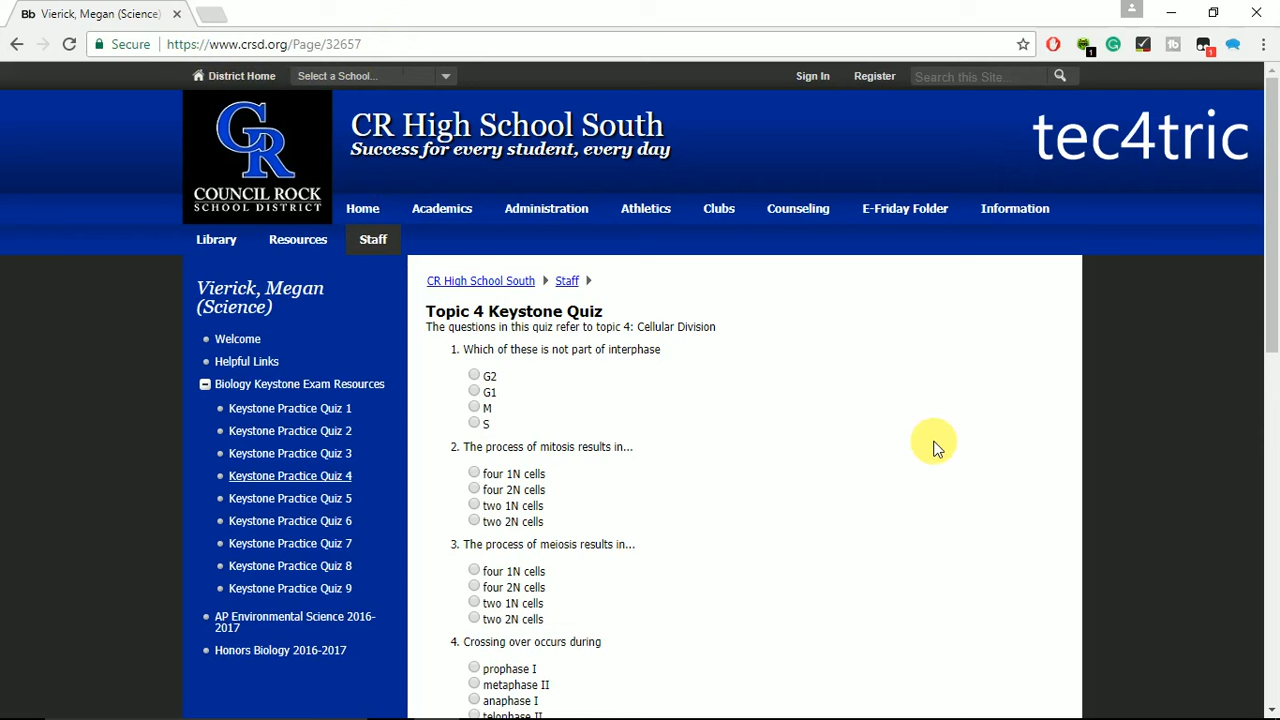 Bb Vierick, Megan (Science)
Secure https://www.crsd.org/Page/32657
1
1
District Home Select a School... Sign In Register Search this Site...
CR
COUNCIL ROCK
SCHOOL DISTRICT
CR High School South
Success for every student, every day
tec4tric
Home Academics Administration Athletics Clubs Counseling E-Friday Folder Information
Library Resources Staff
Vierick, Megan
(Science)
Welcome
Helpful Links
Biology Keystone Exam Resources
Keystone Practice Quiz 1
Keystone Practice Quiz 2
Keystone Practice Quiz 3
Keystone Practice Quiz 4
Keystone Practice Quiz 5
Keystone Practice Quiz 6
Keystone Practice Quiz 7
Keystone Practice Quiz 8
Keystone Practice Quiz 9
AP Environmental Science 2016-
2017
Honors Biology 2016-2017
CR High School South Staff
Topic 4 Keystone Quiz
The questions in this quiz refer to topic 4: Cellular Division
1. Which of these is not part of interphase
G2
G1
M
S
2. The process of mitosis results in...
four 1N cells
four 2N cells
two 1N cells
two 2N cells
3. The process of meiosis results in...
four 1N cells
four 2N cells
two 1N cells
two 2N cells
4. Crossing over occurs during
prophase I
metaphase II
anaphase I
telophase II